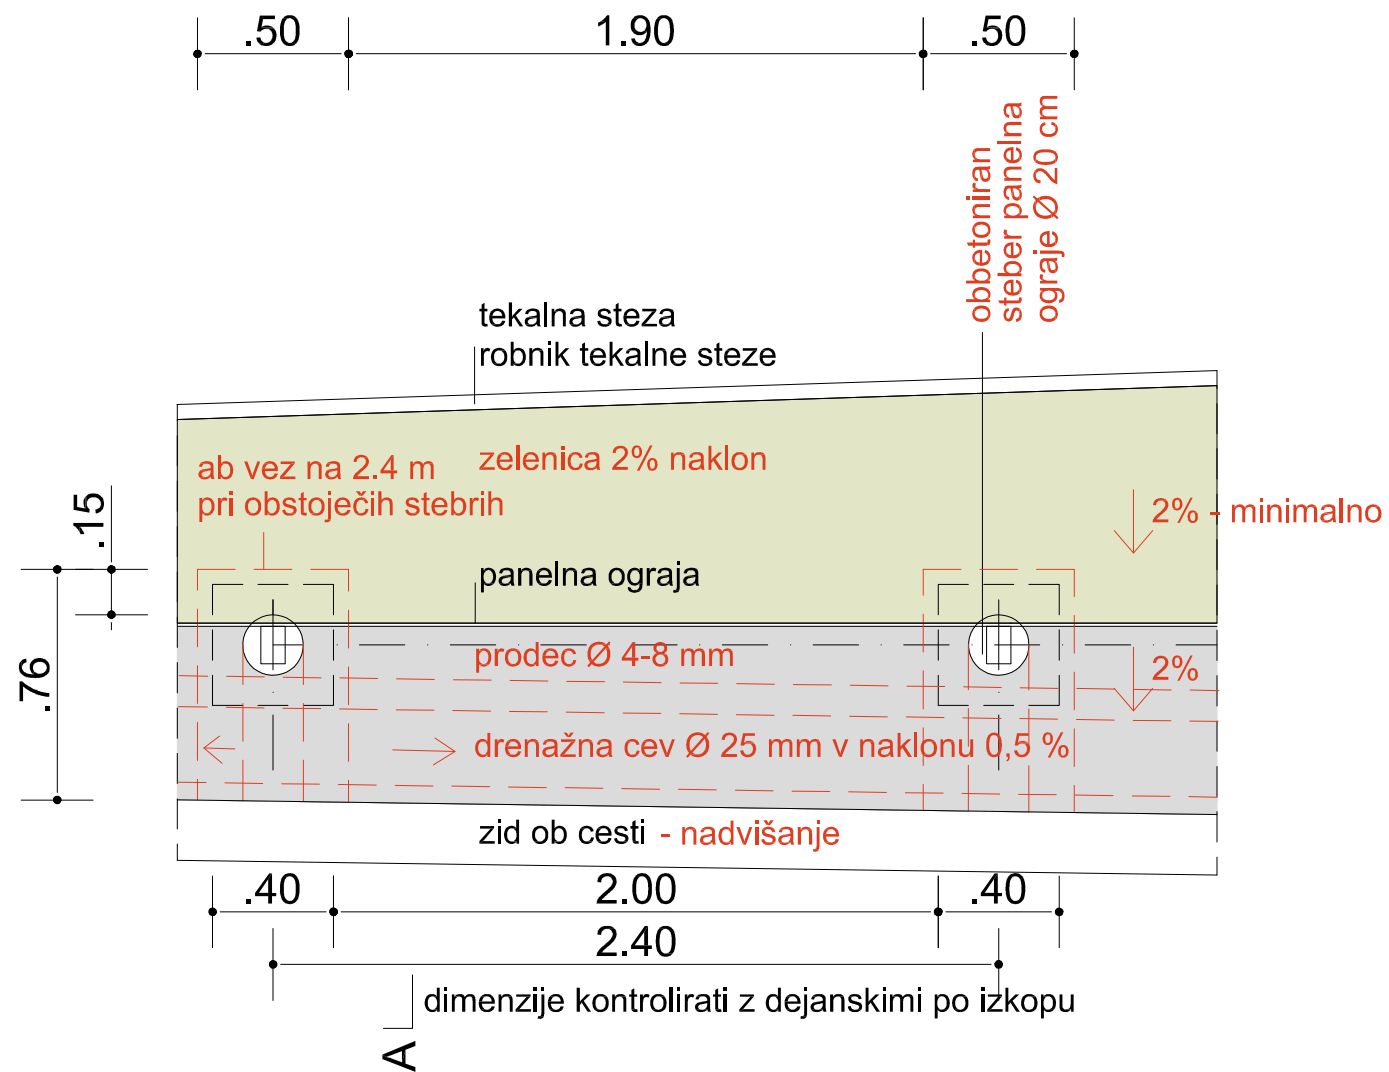 .50
1.90
.50
obbetoniran
steber panelna
ograje Ø 20 cm
tekalna steza
robnik tekalne steze
ab vez na 2.4 m
pri obstoječih stebrih
zelenica 2% naklon
2% - minimalno
.15
panelna ograja
.76
prodec Ø 4-8 mm
2%
drenažna cev Ø 25 mm v naklonu 0,5 %
zid ob cesti - nadvišanje
.40
2.00
.40
2.40
dimenzije kontrolirati z dejanskimi po izkopu
A